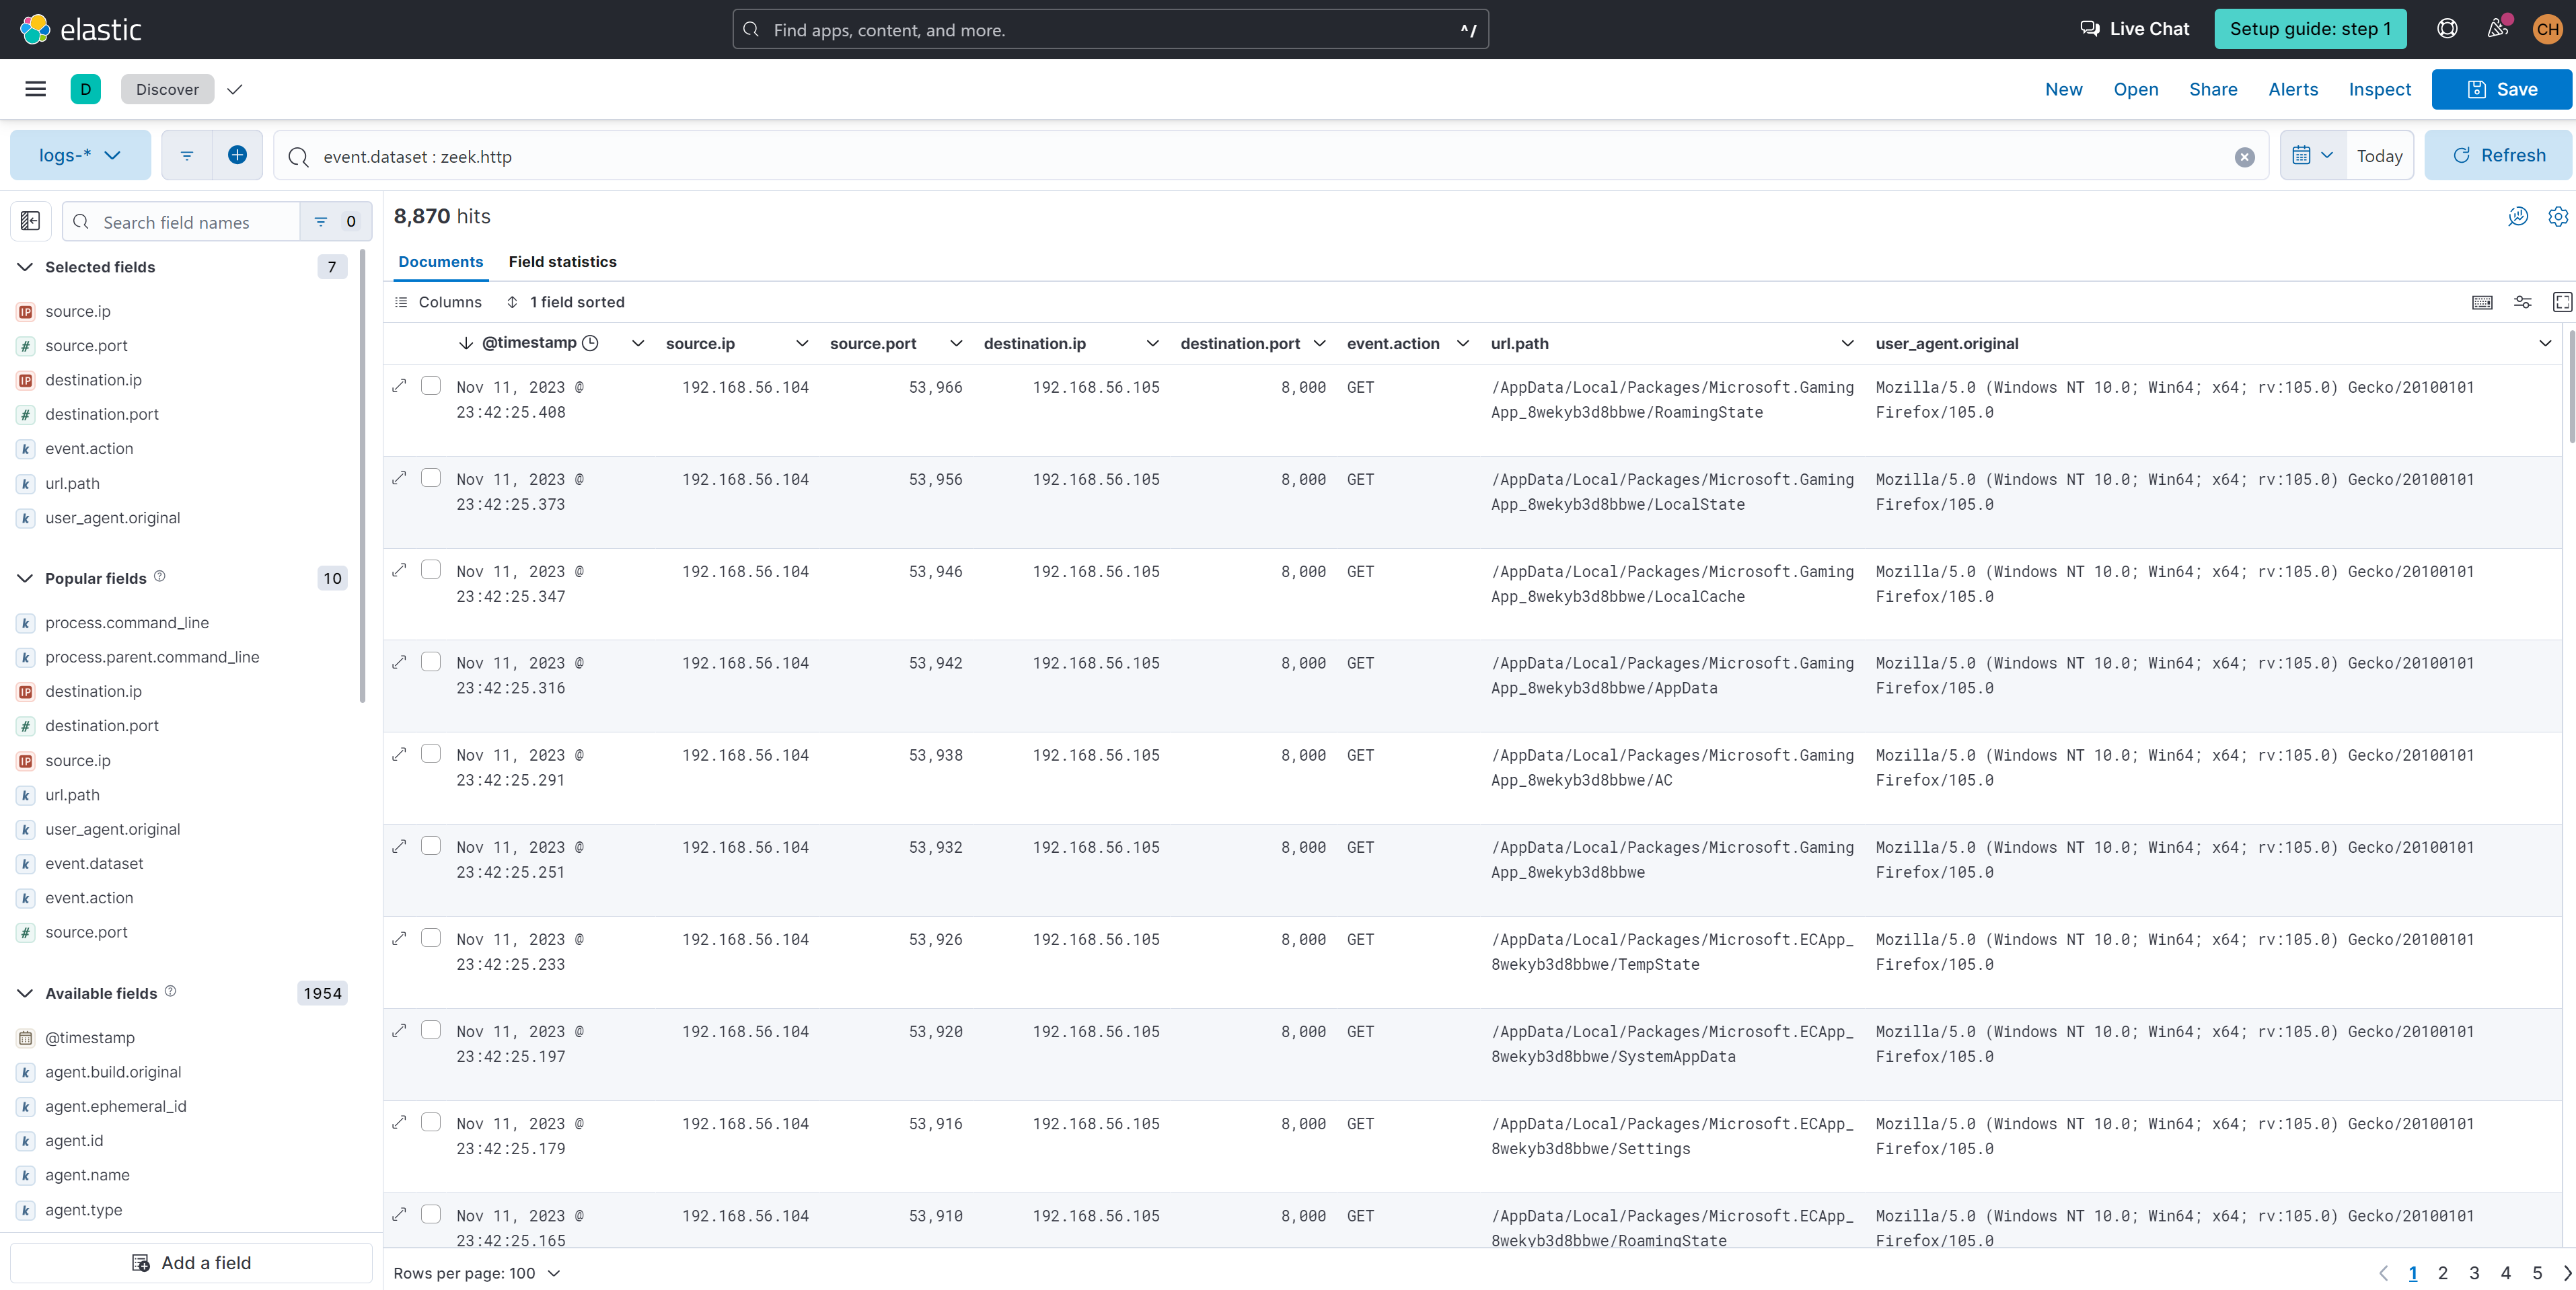 elastic
Find apps, content, and more.
^/
Live Chat
Setup guide: step 1
CH
D
Discover
New
Open
Share
Alerts
Inspect
Save
logs-*
event.dataset : zeek.http
Today
Refresh
Search field names
0
Selected fields
7
source.ip
source.port
destination.ip
destination.port
event.action
url.path
user_agent.original
Popular fields
10
process.command_line
process.parent.command_line
destination.ip
destination.port
source.ip
url.path
user_agent.original
event.dataset
event.action
source.port
Available fields
1954
@timestamp
agent.build.original
agent.ephemeral_id
agent.id
agent.name
agent.type
Add a field
8,870 hits
Documents
Field statistics
Columns
1 field sorted
@timestamp source.ip source.port destination.ip destination.port event.action url.path user_agent.original
Nov 11, 2023 @ 192.168.56.104 53,966 192.168.56.105 8,000 GET /AppData/Local/Packages/Microsoft.Gaming Mozilla/5.0 (Windows NT 10.0; Win64; x64; rv:105.0) Gecko/20100101
23:42:25.408 App_8wekyb3d8bbwe/RoamingState Firefox/105.0
Nov 11, 2023 @ 192.168.56.104 53,956 192.168.56.105 8,000 GET /AppData/Local/Packages/Microsoft.Gaming Mozilla/5.0 (Windows NT 10.0; Win64; x64; rv:105.0) Gecko/20100101
23:42:25.373 App_8wekyb3d8bbwe/LocalState Firefox/105.0
Nov 11, 2023 @ 192.168.56.104 53,946 192.168.56.105 8,000 GET /AppData/Local/Packages/Microsoft.Gaming Mozilla/5.0 (Windows NT 10.0; Win64; x64; rv:105.0) Gecko/20100101
23:42:25.347 App_8wekyb3d8bbwe/LocalCache Firefox/105.0
Nov 11, 2023 @ 192.168.56.104 53,942 192.168.56.105 8,000 GET /AppData/Local/Packages/Microsoft.Gaming Mozilla/5.0 (Windows NT 10.0; Win64; x64; rv:105.0) Gecko/20100101
23:42:25.316 App_8wekyb3d8bbwe/AppData Firefox/105.0
Nov 11, 2023 @ 192.168.56.104 53,938 192.168.56.105 8,000 GET /AppData/Local/Packages/Microsoft.Gaming Mozilla/5.0 (Windows NT 10.0; Win64; x64; rv:105.0) Gecko/20100101
23:42:25.291 App_8wekyb3d8bbwe/AC Firefox/105.0
Nov 11, 2023 @ 192.168.56.104 53,932 192.168.56.105 8,000 GET /AppData/Local/Packages/Microsoft.Gaming Mozilla/5.0 (Windows NT 10.0; Win64; x64; rv:105.0) Gecko/20100101
23:42:25.251 App_8wekyb3d8bbwe Firefox/105.0
Nov 11, 2023 @ 192.168.56.104 53,926 192.168.56.105 8,000 GET /AppData/Local/Packages/Microsoft.ECApp_ Mozilla/5.0 (Windows NT 10.0; Win64; x64; rv:105.0) Gecko/20100101
23:42:25.233 8wekyb3d8bbwe/TempState Firefox/105.0
Nov 11, 2023 @ 192.168.56.104 53,920 192.168.56.105 8,000 GET /AppData/Local/Packages/Microsoft.ECApp_ Mozilla/5.0 (Windows NT 10.0; Win64; x64; rv:105.0) Gecko/20100101
23:42:25.197 8wekyb3d8bbwe/SystemAppData Firefox/105.0
Nov 11, 2023 @ 192.168.56.104 53,916 192.168.56.105 8,000 GET /AppData/Local/Packages/Microsoft.ECApp_ Mozilla/5.0 (Windows NT 10.0; Win64; x64; rv:105.0) Gecko/20100101
23:42:25.179 8wekyb3d8bbwe/Settings Firefox/105.0
Nov 11, 2023 @ 192.168.56.104 53,910 192.168.56.105 8,000 GET /AppData/Local/Packages/Microsoft.ECApp_ Mozilla/5.0 (Windows NT 10.0; Win64; x64; rv:105.0) Gecko/20100101
23:42:25.165 8wekyb3d8bbwe/RoamingState Firefox/105.0
Rows per page: 100
1 2 3 4 5